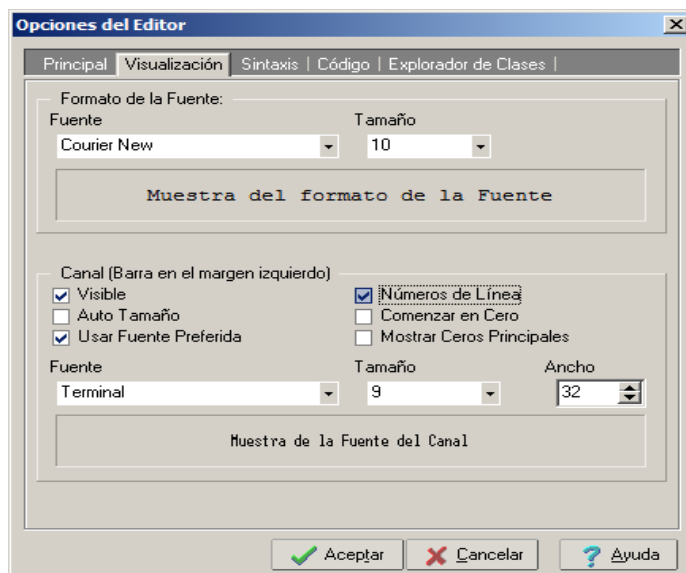 Opciones del Editor
Principal Visualización Sintaxis | Código | Explorador de Clases |
Formato de la Fuente:
Fuente Tamaño
Courier New 10
Muestra del formato de la Fuente
Canal (Barra en el margen izquierdo)
Visible Números de Línea
Auto Tamaño Comenzar en Cero
Usar Fuente Preferida Mostrar Ceros Principales
Fuente Tamaño Ancho
Terminal 9 32
Muestra de la Fuente del Canal
Aceptar Cancelar Ayuda